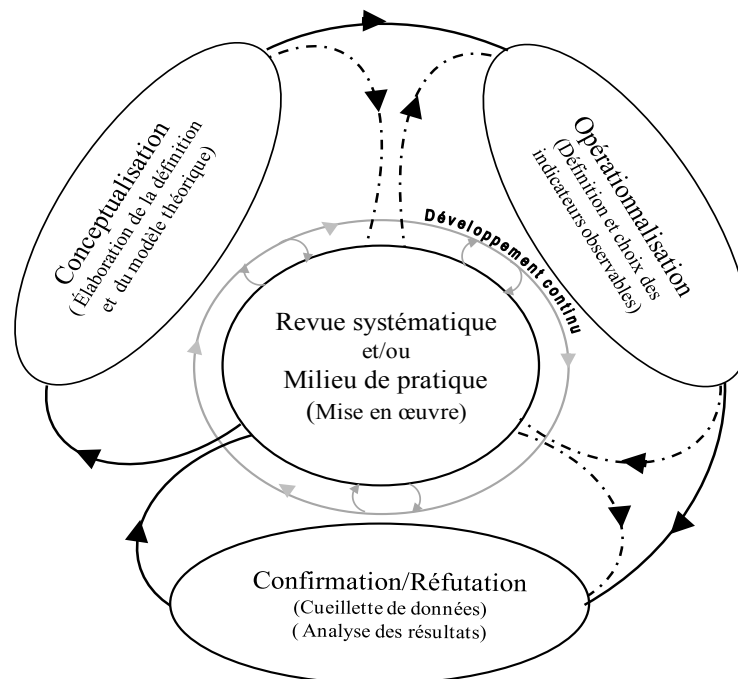 Conceptualisation
( Élaboration de la définition
et du modèle théorique)
Opérationnalisation
(Définition et choix des
indicateurs observables)
Développement continu
Revue systématique
et/ou
Milieu de pratique
(Mise en œuvre)
Confirmation/Réfutation
(Cueillette de données)
( Analyse des résultats)